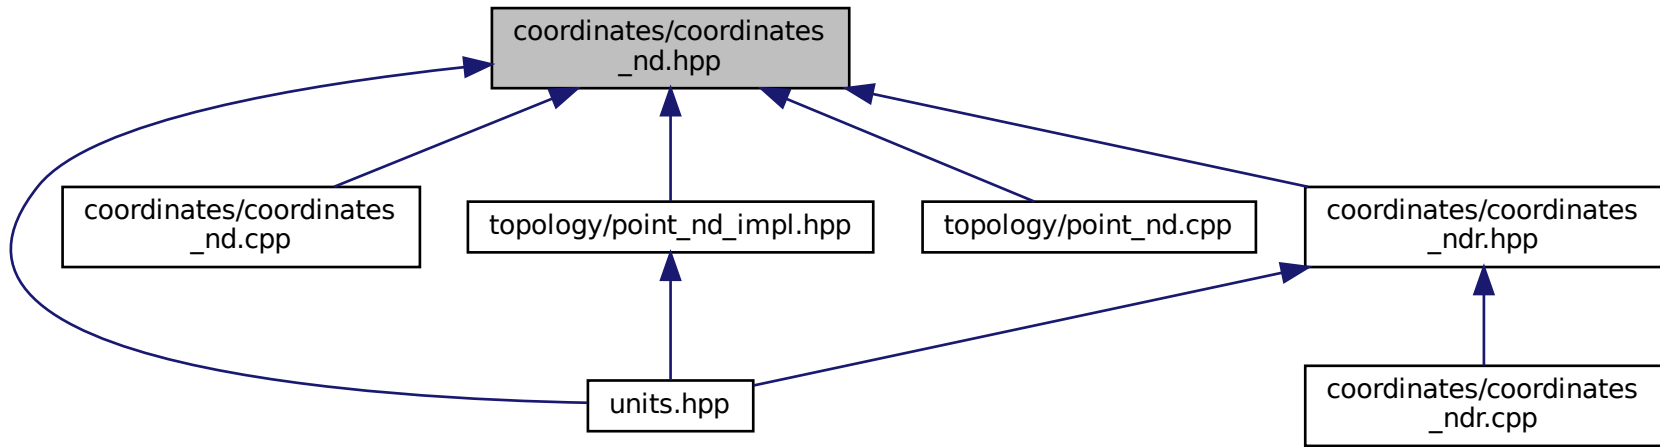 coordinates/coordinates
_nd.hpp
coordinates/coordinates
_nd.cpp
topology/point_nd_impl.hpp
topology/point_nd.cpp
coordinates/coordinates
_ndr.hpp
units.hpp
coordinates/coordinates
_ndr.cpp